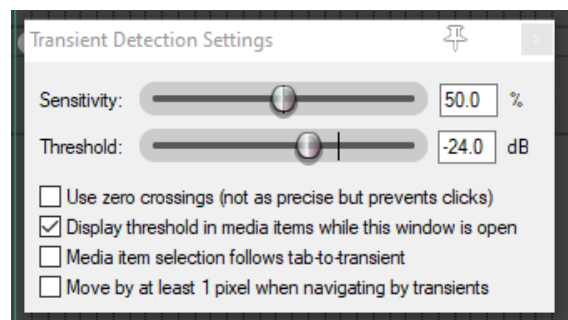 Transient Detection Settings
x
Sensitivity: 50.0 %
Threshold: -24.0 dB
Use zero crossings (not as precise but prevents clicks)
Display threshold in media items while this window is open
Media item selection follows tab-to-transient
Move by at least 1 pixel when navigating by transients